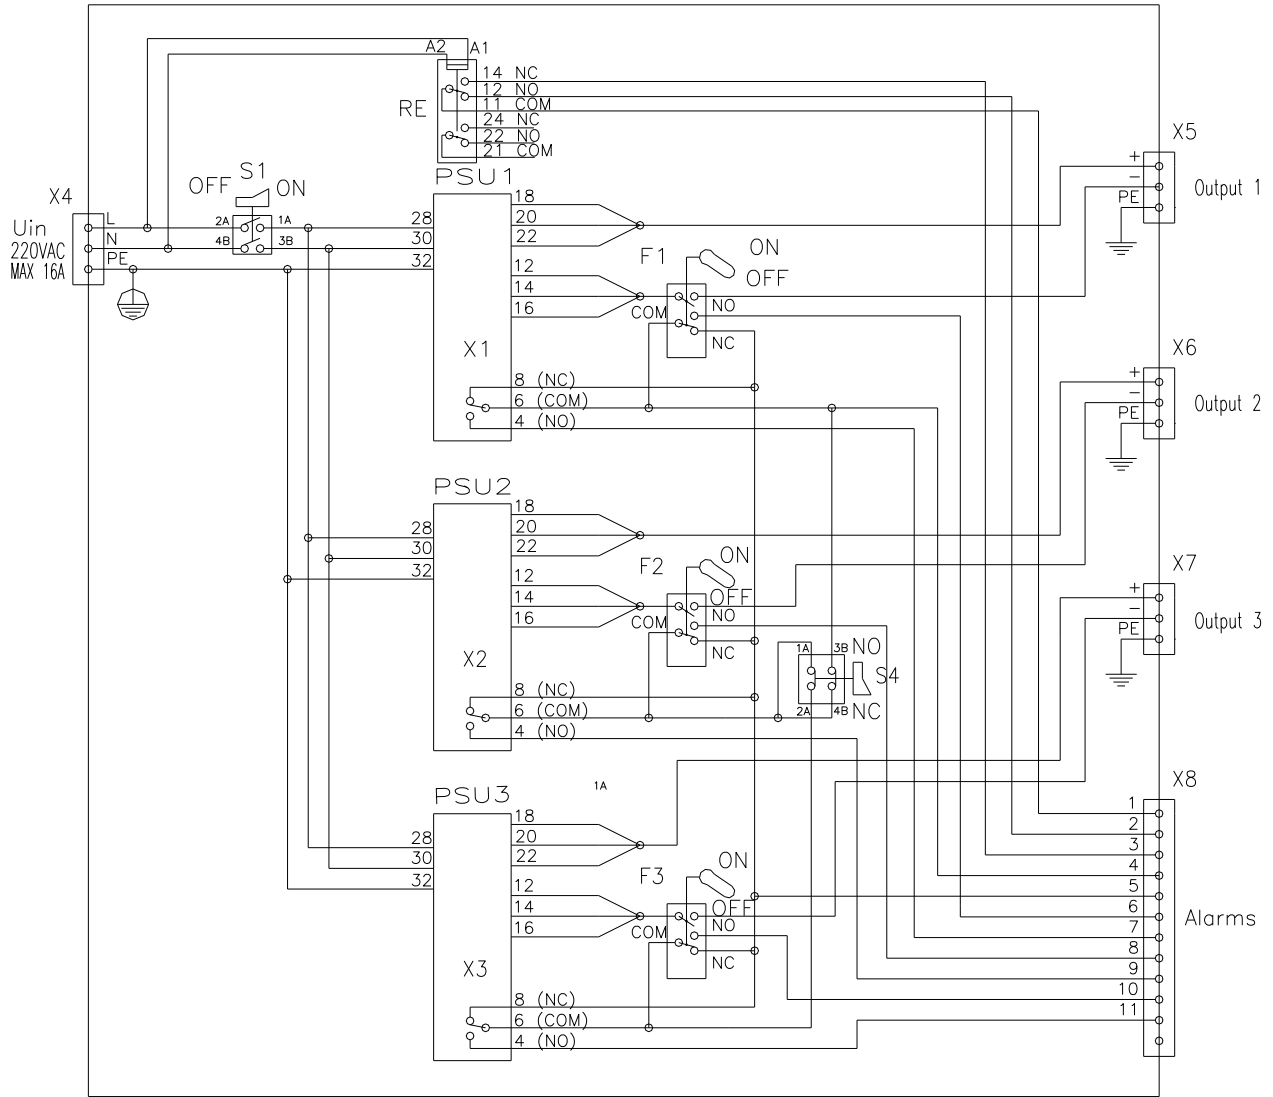 A2 A1
14 NC
12 NO
11 COM
RE
24 NC
22 NO
21 COM
X5
+
−
PE
Output 1
S1
OFF ON
X4
L
N
PE
Uin
220VAC
MAX 16A
2A 1A
4B 3B
PSU1
28
30
32
18
20
22
12
14
16
F1
ON
OFF
COM
NO
NC
X1
8 (NC)
6 (COM)
4 (NO)
X6
+
−
PE
Output 2
PSU2
28
30
32
18
20
22
12
14
16
F2
ON
OFF
COM
NO
NC
X2
8 (NC)
6 (COM)
4 (NO)
1A 3B NO
S4
2A 4B NC
X7
+
−
PE
Output 3
1A
PSU3
28
30
32
18
20
22
12
14
16
F3
ON
OFF
COM
NO
NC
X3
8 (NC)
6 (COM)
4 (NO)
X8
1
2
3
4
5
6
7
8
9
10
11
Alarms